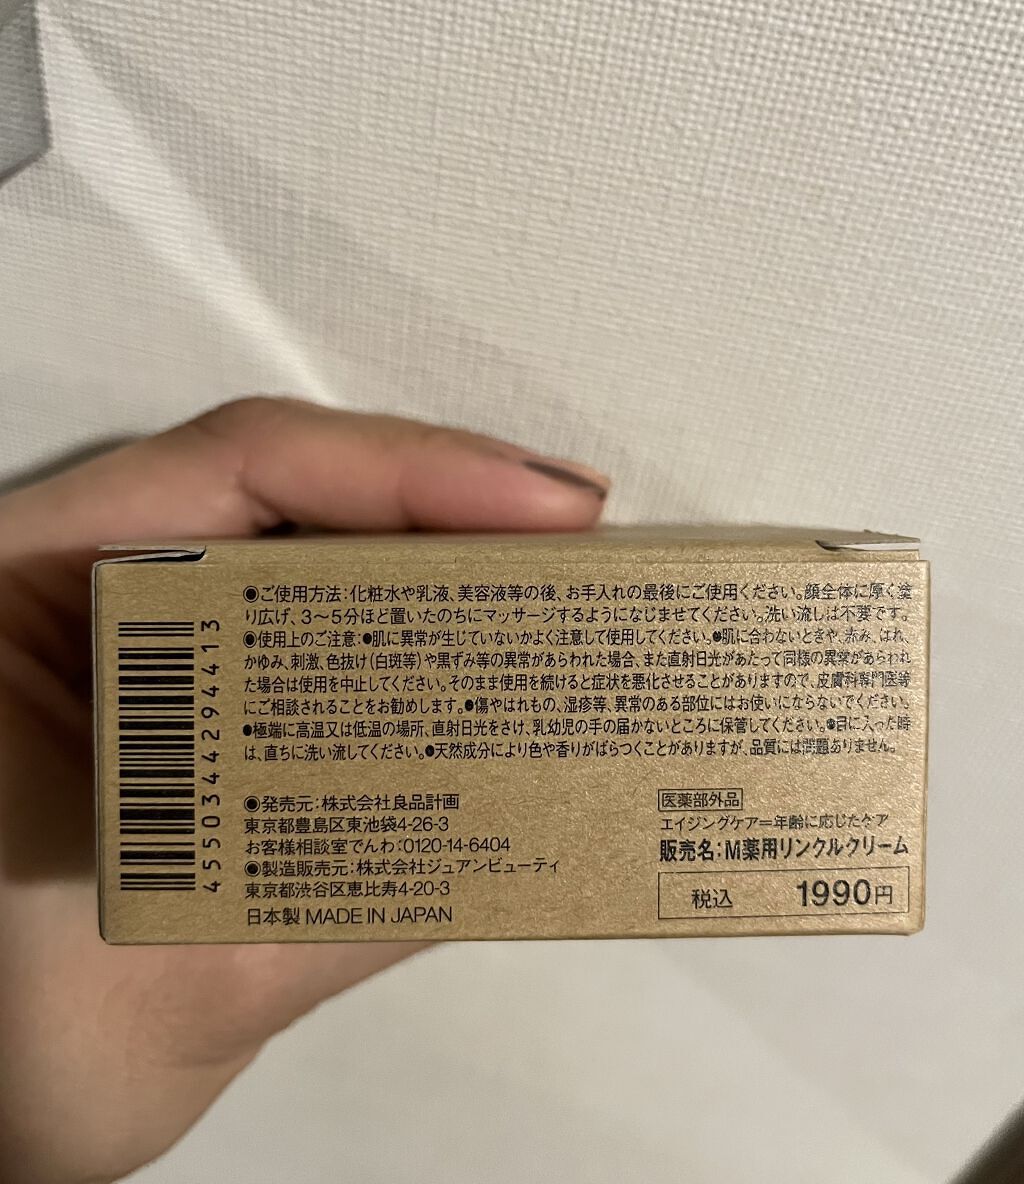 ◉ご使用方法:化粧水や乳液、美容液等の後、お手入れの最後にご使用ください。顔全体に厚く塗
り広げ、3〜5分ほど置いたのちにマッサージするようになじませてください。洗い流しは不要です。
◉使用上のご注意:●肌に異常が生じていないかよく注意して使用してください。●肌に合わないときや、赤み、はれ、
かゆみ、刺激、色抜け(白斑等)や黒ずみ等の異常があらわれた場合、また直射日光があたって同様の異常があらわれ
た場合は使用を中止してください。そのまま使用を続けると症状を悪化させることがありますので、皮膚科専門医等
にご相談されることをお勧めします。●傷やはれもの、湿疹等、異常のある部位にはお使いにならないでください。
●極端に高温又は低温の場所、直射日光をさけ、乳幼児の手の届かないところに保管してください。●目に入った時
は、直ちに洗い流してください。●天然成分により色や香りがばらつくことがありますが、品質には問題ありません。
◉発売元:株式会社良品計画
東京都豊島区東池袋4-26-3
お客様相談室でんわ:0120-14-6404
◉製造販売元:株式会社ジュアンビューティ
東京都渋谷区恵比寿4-20-3
日本製 MADE IN JAPAN
医薬部外品
エイジングケア=年齢に応じたケア
販売名:M薬用リンクルクリーム
税込 1990円
4550344294413